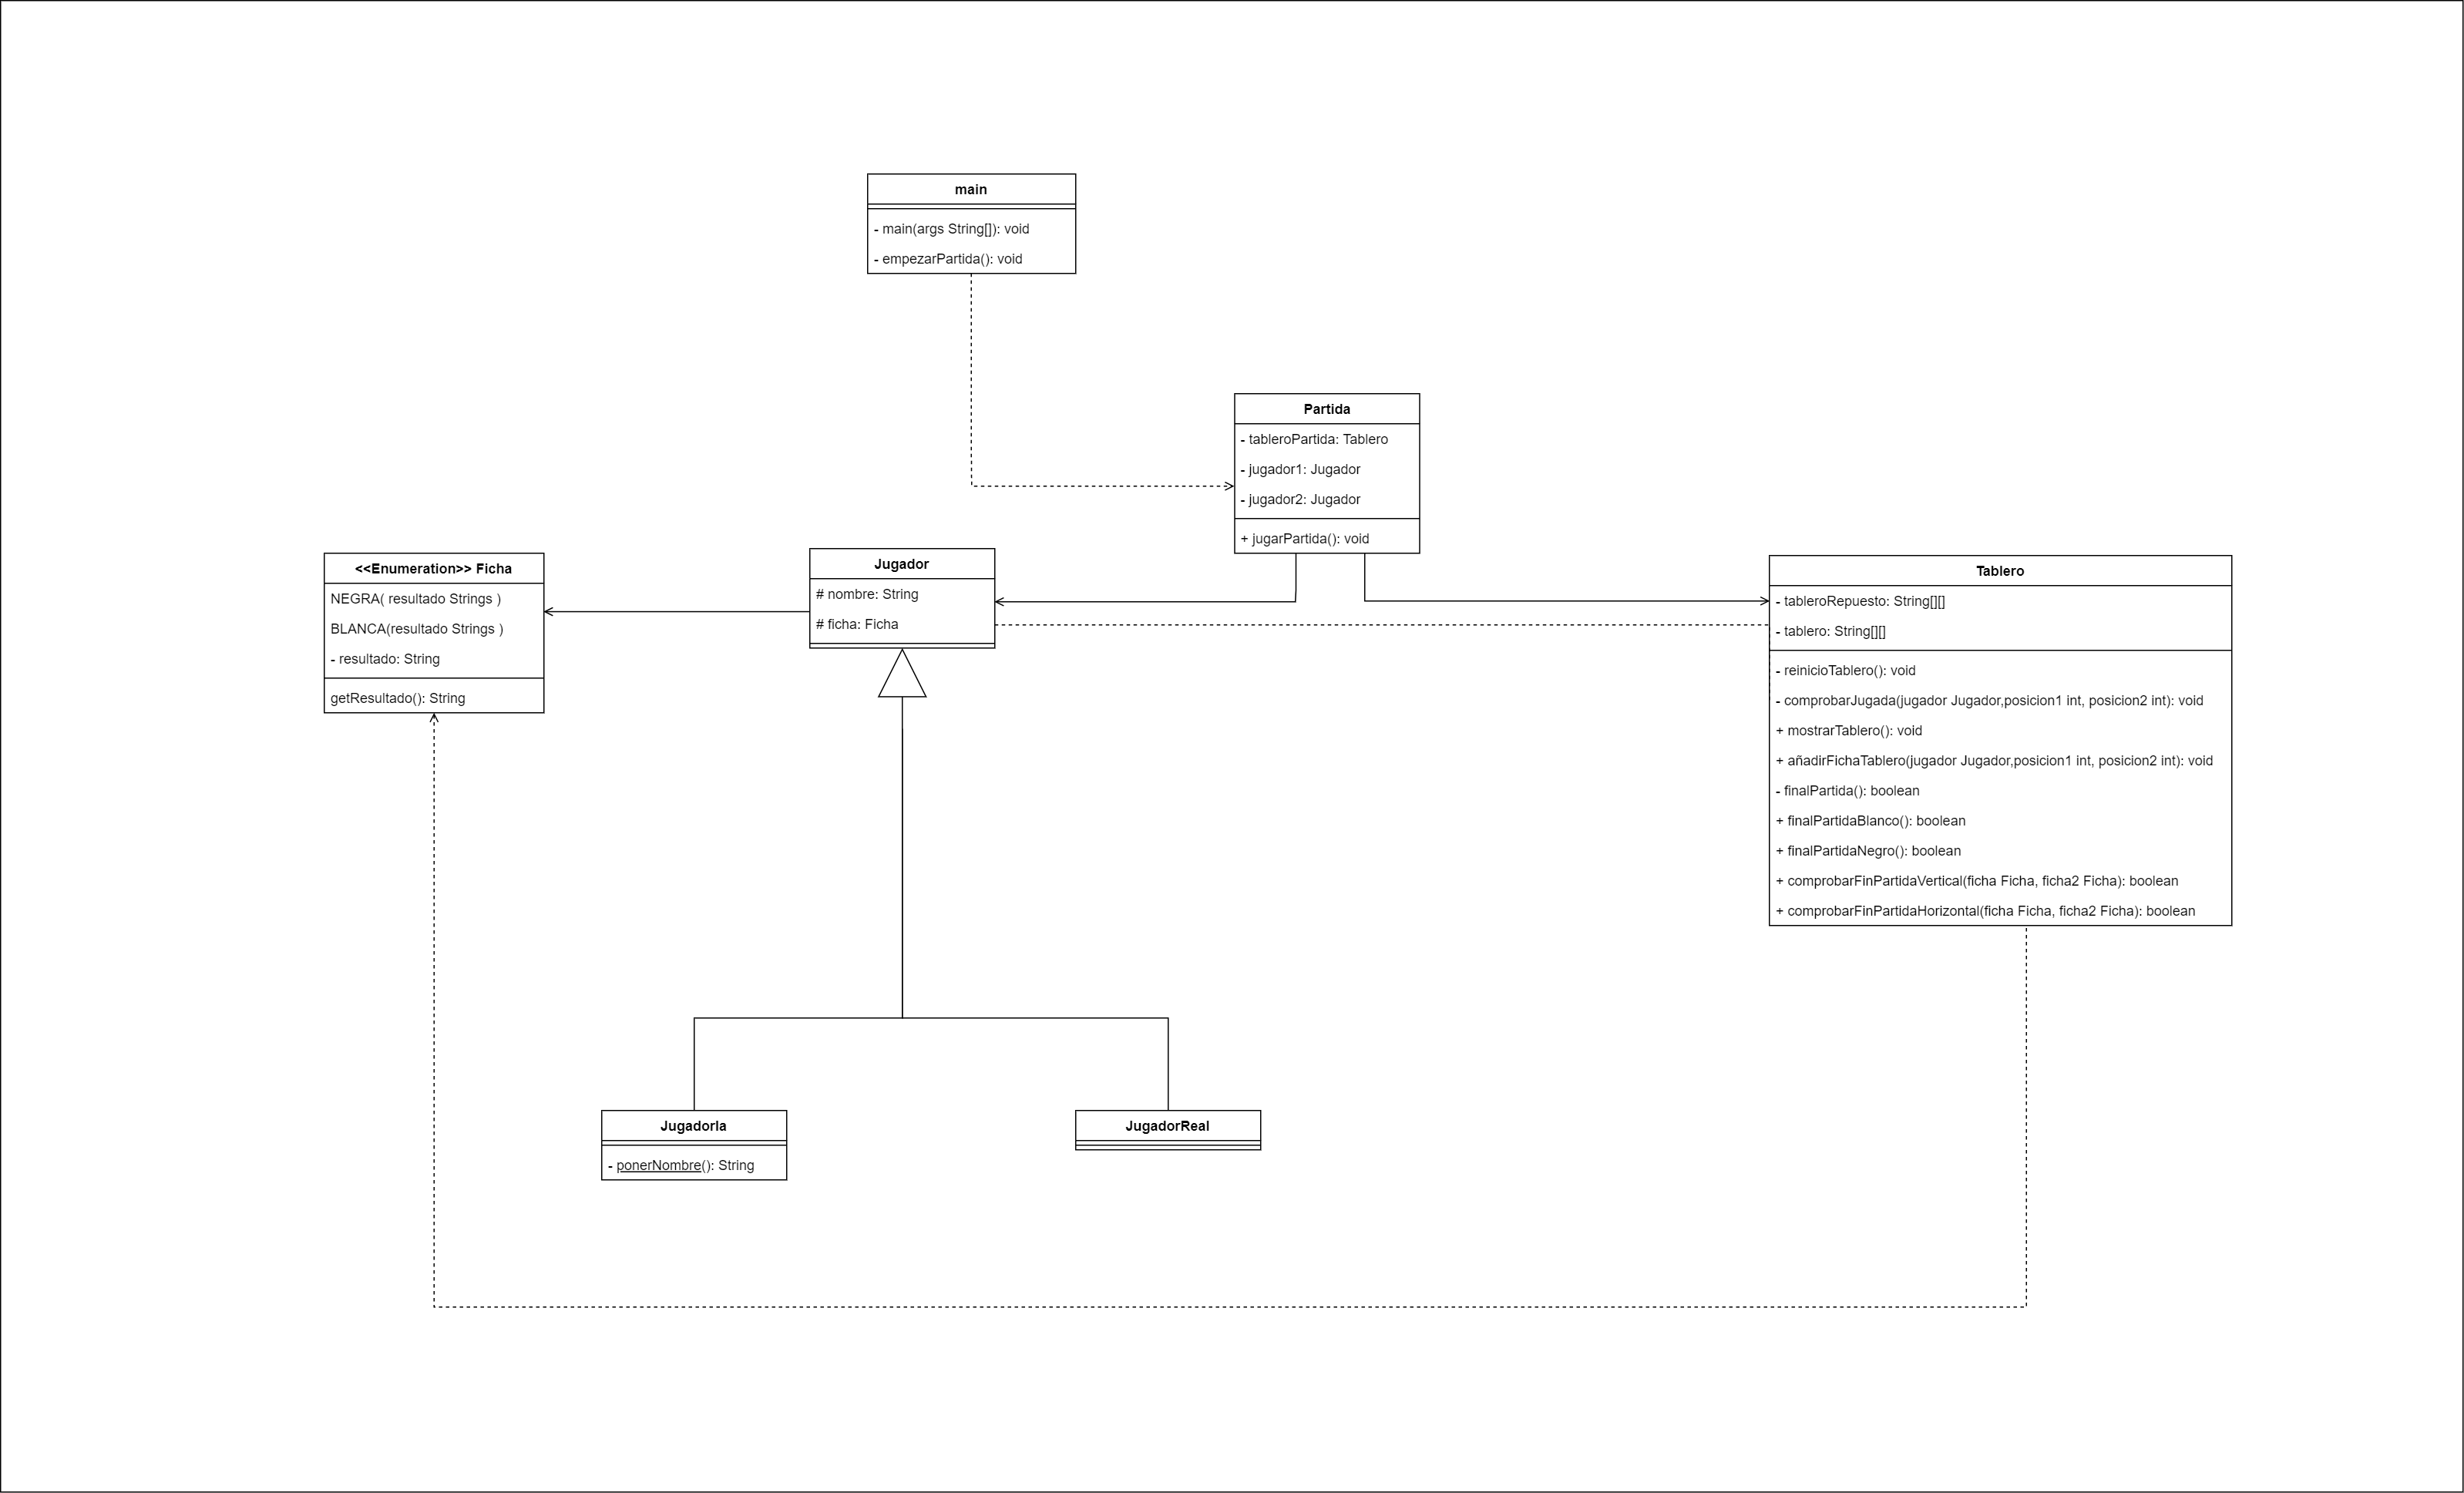 main
- main(args String[]): void
- empezarPartida(): void
Partida
- tableroPartida: Tablero
- jugador1: Jugador
- jugador2: Jugador
+ jugarPartida(): void
<<Enumeration>> Ficha
NEGRA( resultado Strings )
BLANCA(resultado Strings )
- resultado: String
getResultado(): String
Jugador
# nombre: String
# ficha: Ficha
Tablero
- tableroRepuesto: String[][]
- tablero: String[][]
- reinicioTablero(): void
- comprobarJugada(jugador Jugador,posicion1 int, posicion2 int): void
+ mostrarTablero(): void
+ añadirFichaTablero(jugador Jugador,posicion1 int, posicion2 int): void
- finalPartida(): boolean
+ finalPartidaBlanco(): boolean
+ finalPartidaNegro(): boolean
+ comprobarFinPartidaVertical(ficha Ficha, ficha2 Ficha): boolean
+ comprobarFinPartidaHorizontal(ficha Ficha, ficha2 Ficha): boolean
JugadorIa
- ponerNombre(): String
JugadorReal